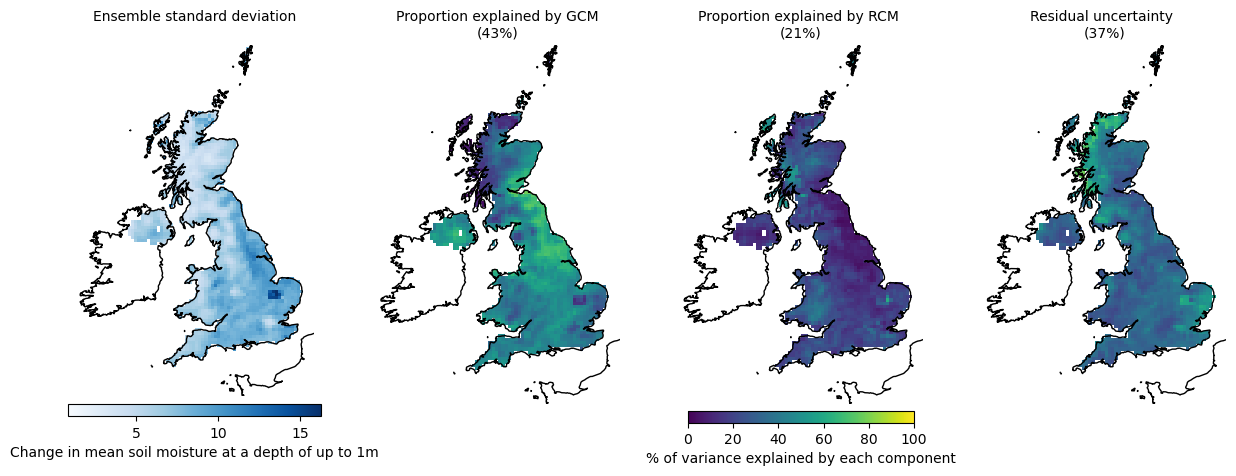 Ensemble standard deviation
Proportion explained by GCM
(43%)
Proportion explained by RCM
(21%)
Residual uncertainty
(37%)
5 10 15
Change in mean soil moisture at a depth of up to 1m
0 20 40 60 80 100
% of variance explained by each component